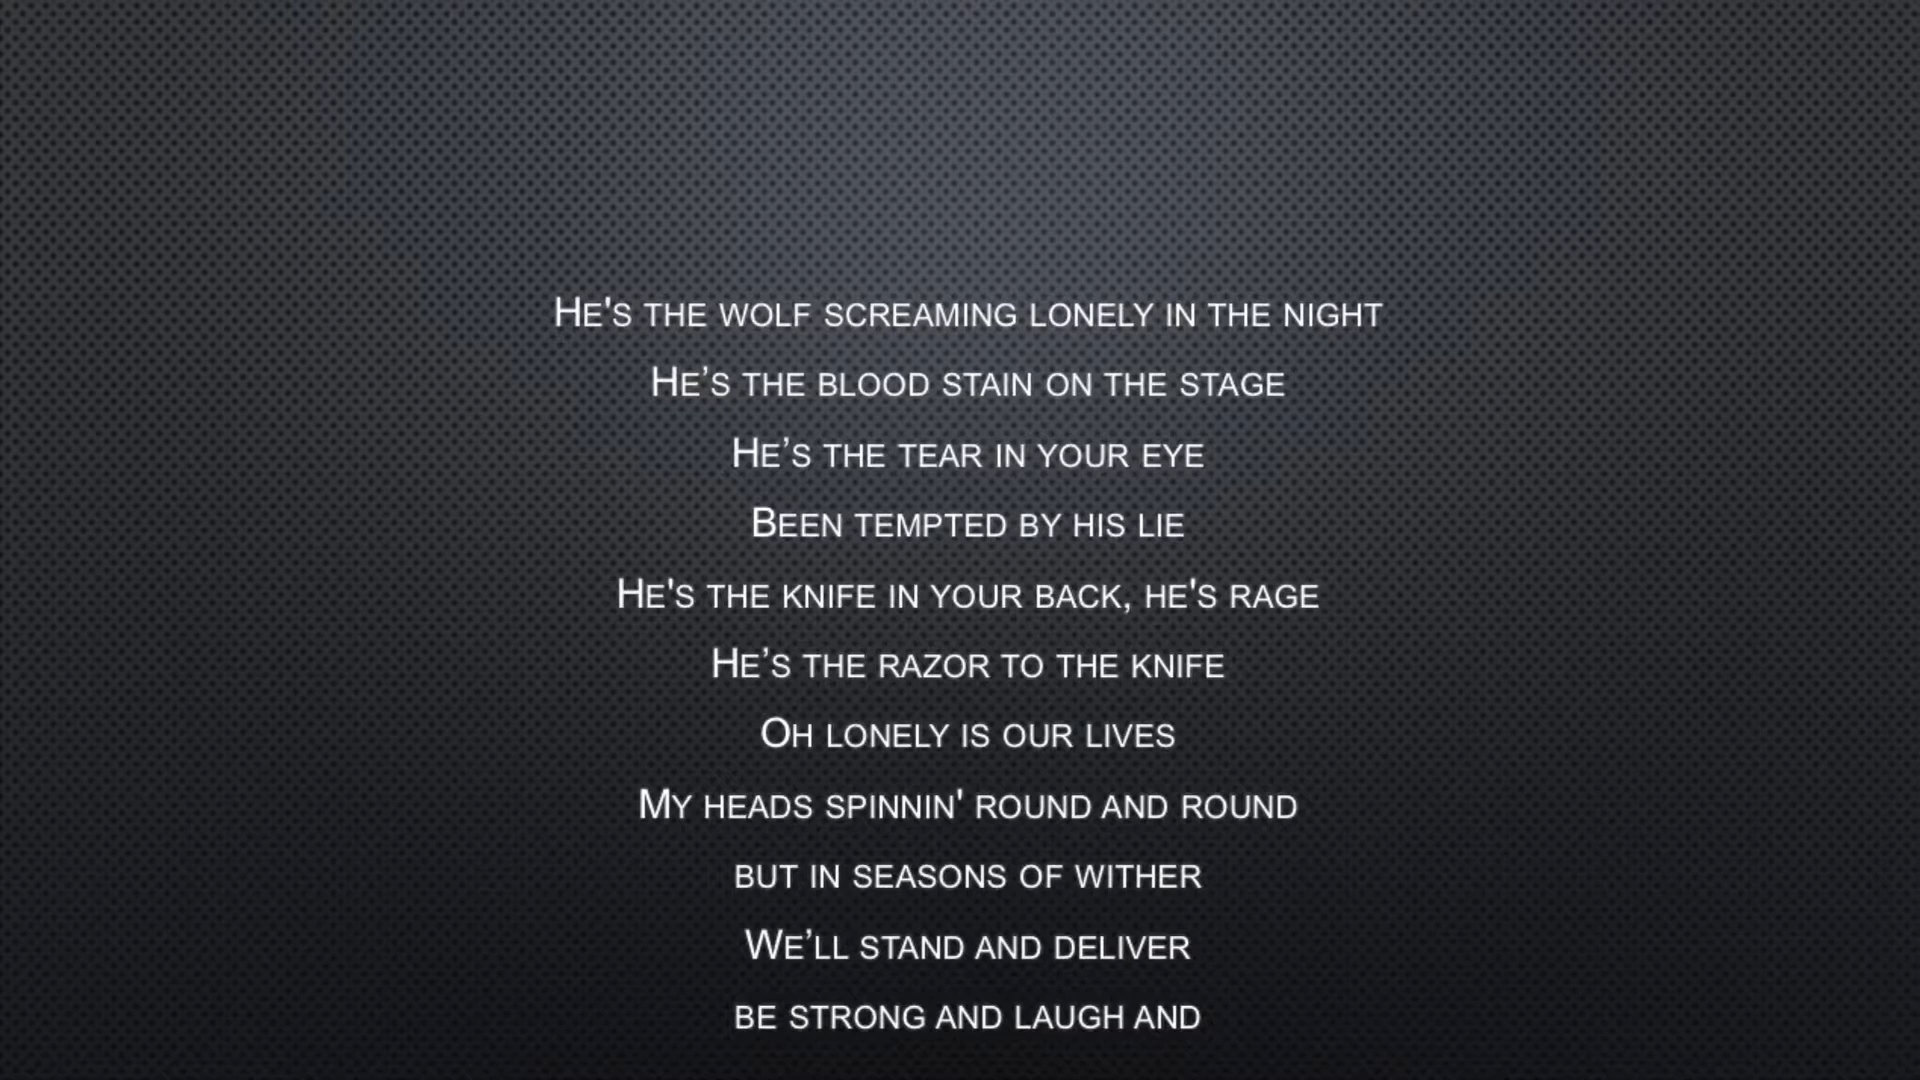 He's the wolf screaming lonely in the night
He’s the blood stain on the stage
He’s the tear in your eye
Been tempted by his lie
He's the knife in your back, he's rage
He’s the razor to the knife
Oh lonely is our lives
My heads spinnin' round and round
but in seasons of wither
We’ll stand and deliver
be strong and laugh and